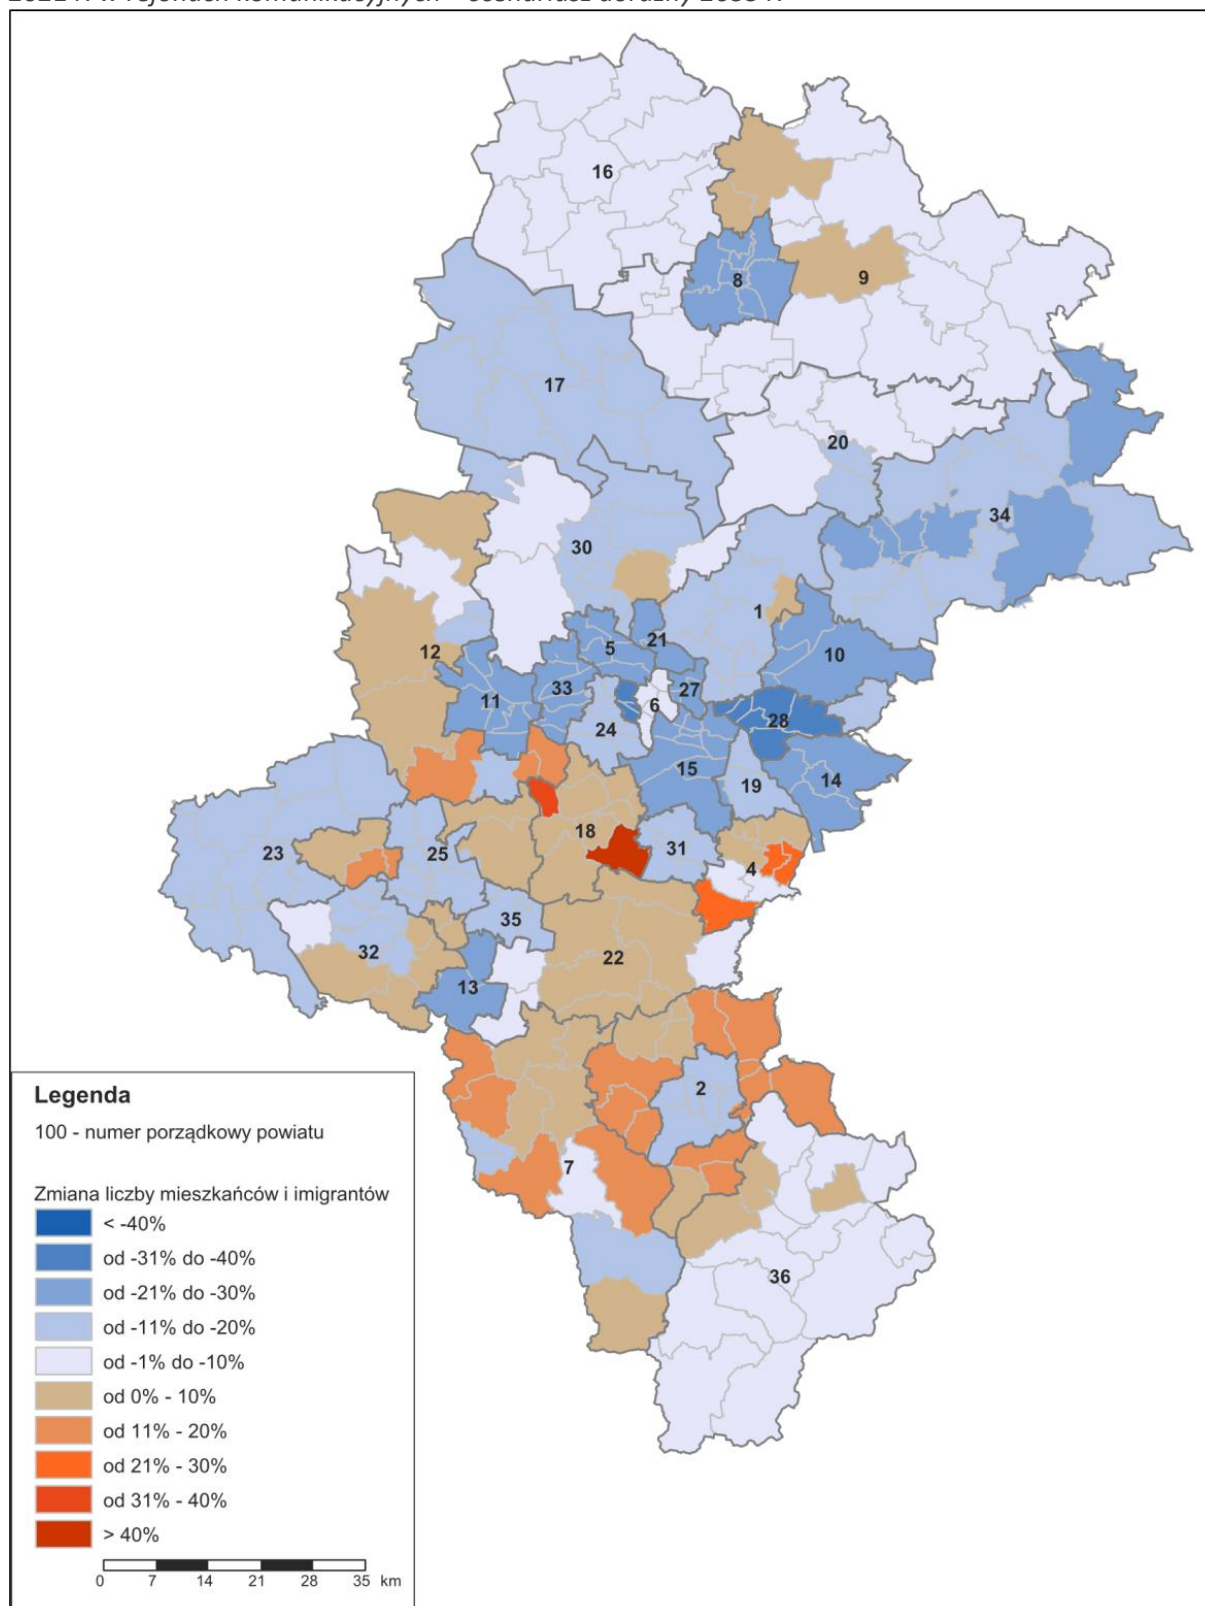 2021 r. w rejonach komunikacyjnych – scenariusz doraźny 2035 r.
16
9
8
17
20
34
30
1
21
5
12
10
33
27
11
6
28
24
15
14
19
18
31
23
25
4
35
32
22
13
2
7
36
Legenda
100 - numer porządkowy powiatu
Zmiana liczby mieszkańców i imigrantów
< -40%
od -31% do -40%
od -21% do -30%
od -11% do -20%
od -1% do -10%
od 0% - 10%
od 11% - 20%
od 21% - 30%
od 31% - 40%
> 40%
0 7 14 21 28 35 km